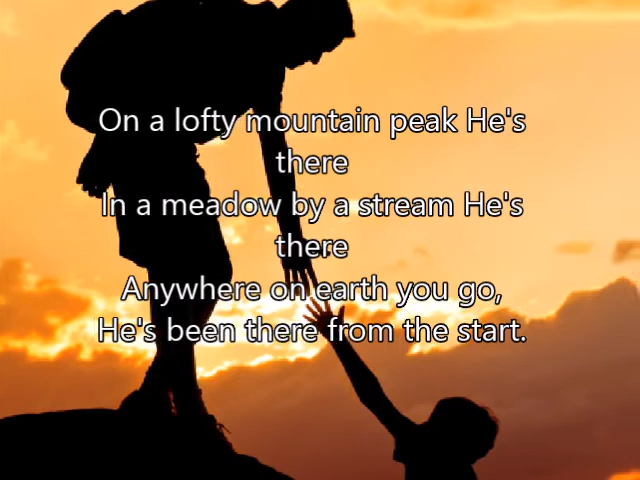 On a lofty mountain peak He's
there
In a meadow by a stream He's
there
Anywhere on earth you go,
He's been there from the start.